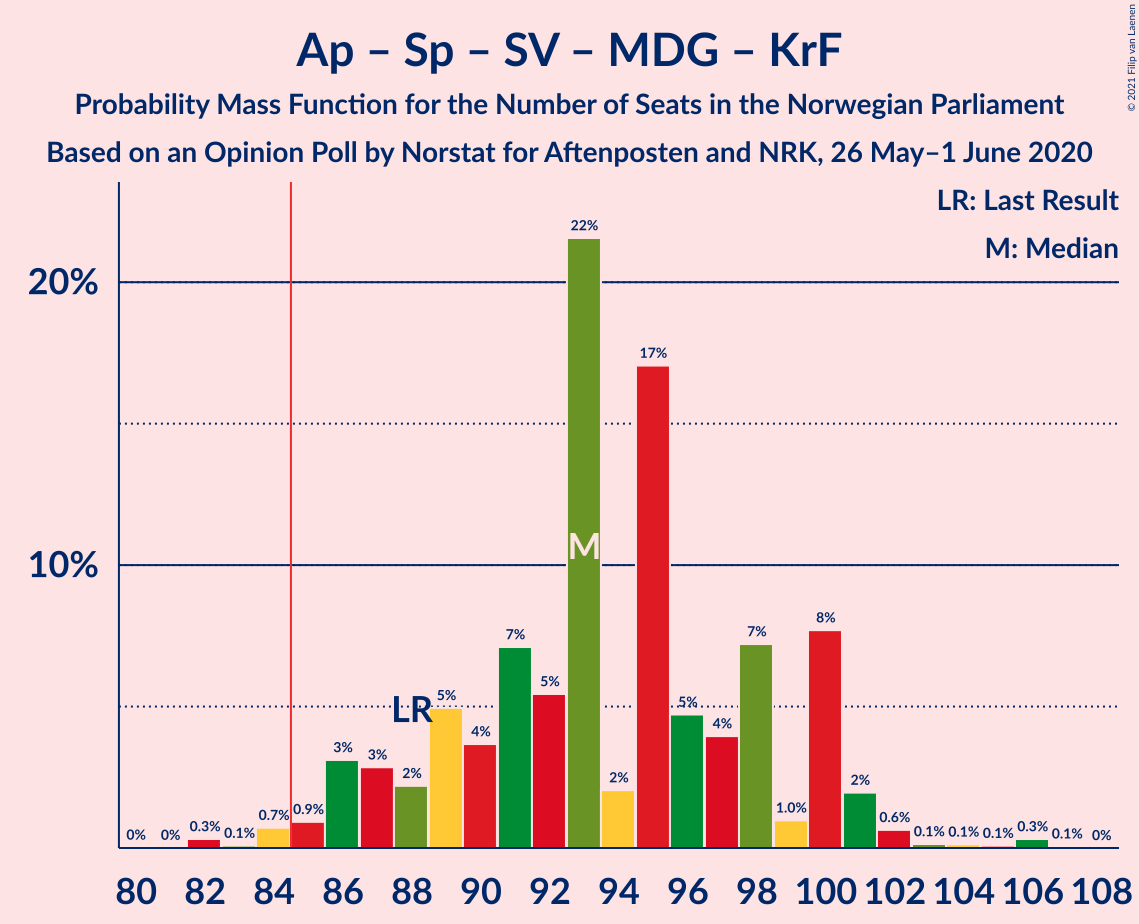 Ap – Sp – SV – MDG – KrF
Probability Mass Function for the Number of Seats in the Norwegian Parliament
Based on an Opinion Poll by Norstat for Aftenposten and NRK, 26 May–1 June 2020
© 2021 Filip van Laenen
LR: Last Result
M: Median
20%
10%
0% 0% 0.3% 0.1% 0.7% 0.9% 3% 3% 2% 5% 4% 7% 5% 22% 2% 17% 5% 4% 7% 1.0% 8% 2% 0.6% 0.1% 0.1% 0.1% 0.3% 0.1% 0%
LR
M
80 82 84 86 88 90 92 94 96 98 100 102 104 106 108